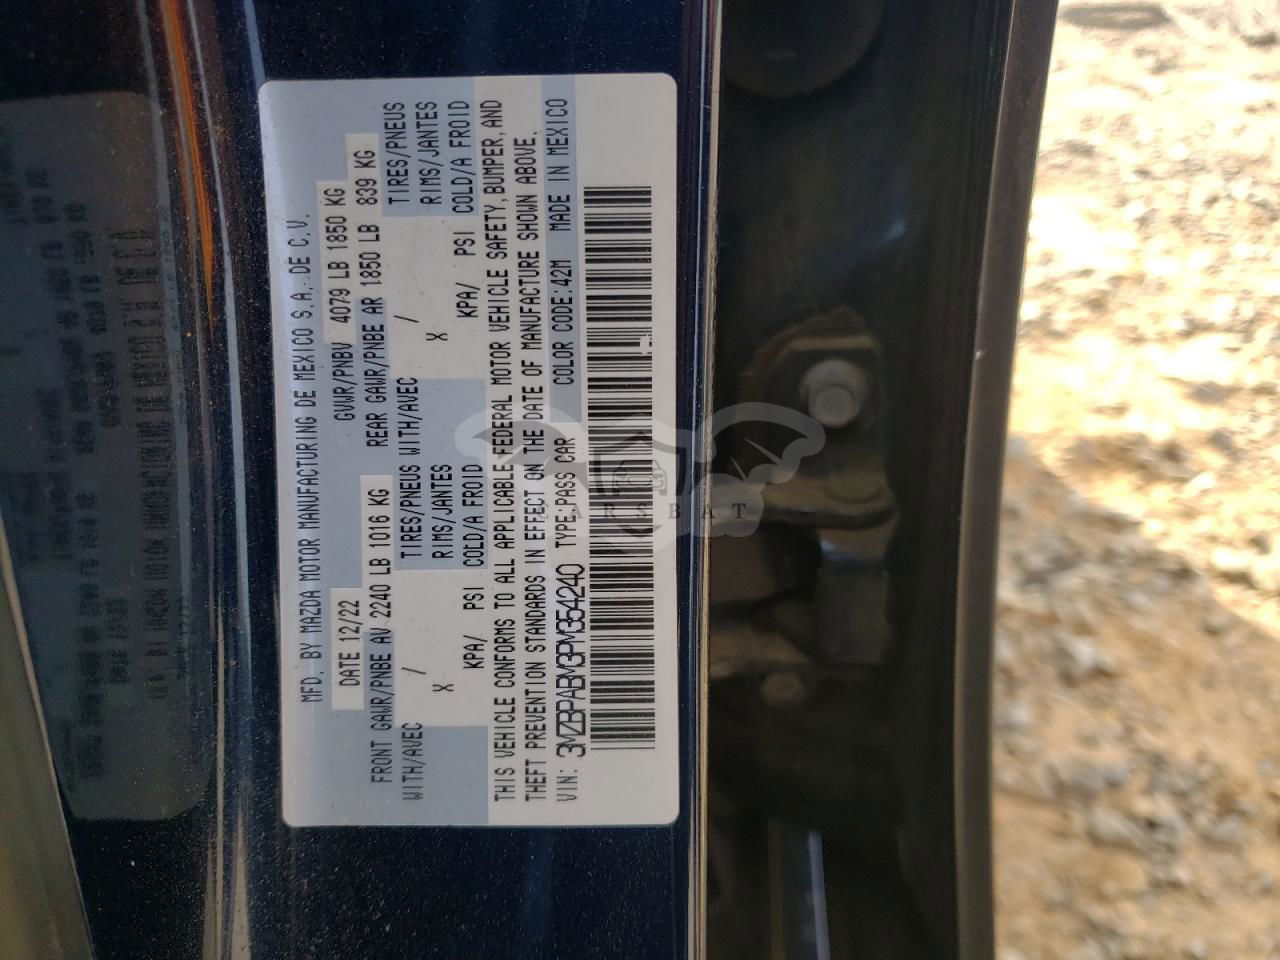 MFD. BY MAZDA MOTOR MANUFACTURING DE MEXICO S.A. DE C.V.
DATE 12/22 GVWR/PNBV 4079 LB 1850 KG
FRONT GAWR/PNBE AV 2240 LB 1016 KG REAR GAWR/PNBE AR 1850 LB 839 KG
WITH/AVEC / TIRES/PNEUS WITH/AVEC / TIRES/PNEUS
X RIMS/JANTES X RIMS/JANTES
KPA/ PSI COLD/A FROID KPA/ PSI COLD/A FROID
THIS VEHICLE CONFORMS TO ALL APPLICABLE FEDERAL MOTOR VEHICLE SAFETY, BUMPER, AND
THEFT PREVENTION STANDARDS IN EFFECT ON THE DATE OF MANUFACTURE SHOWN ABOVE.
VIN: 3MZBPABM3PM354240 TYPE:PASS CAR COLOR CODE:42M MADE IN MEXICO
CARSBAT